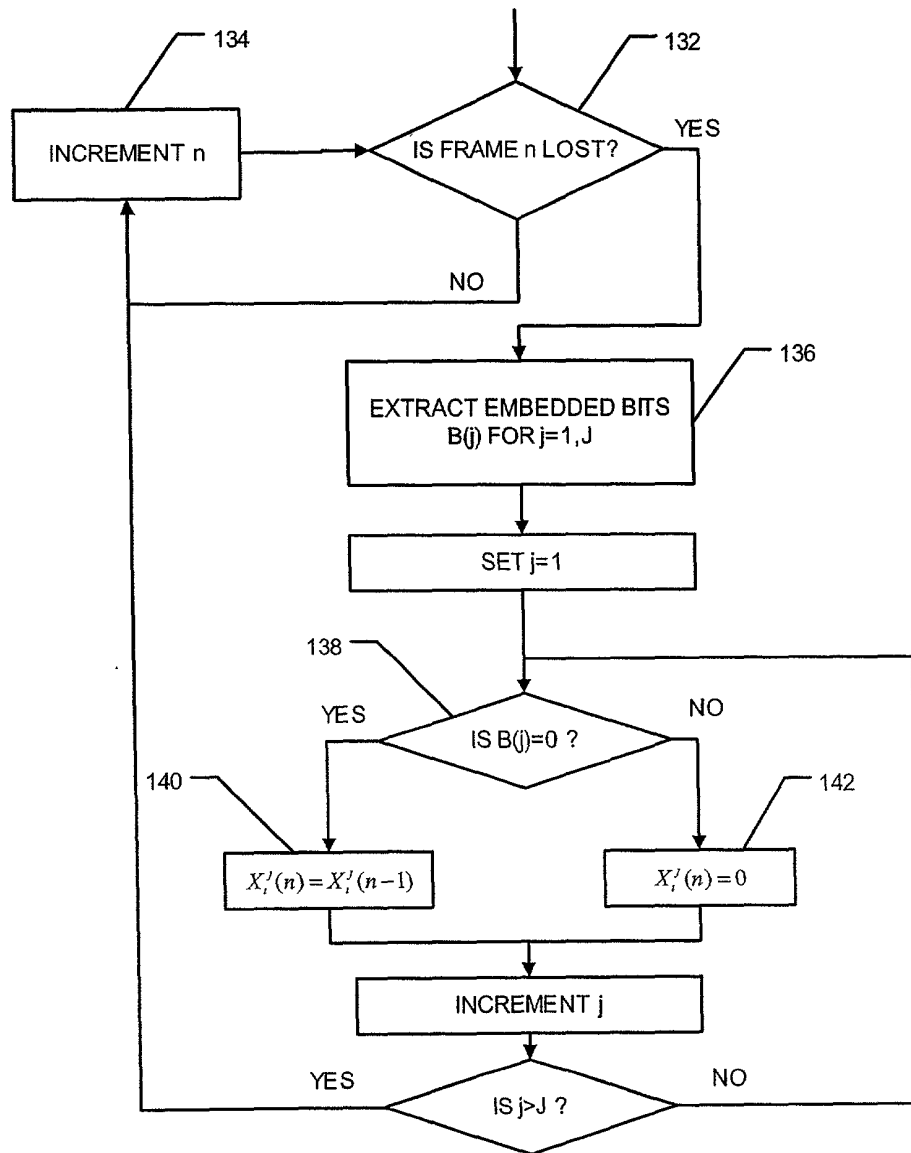 134
132
INCREMENT n
IS FRAME n LOST?
YES
NO
136
EXTRACT EMBEDDED BITS
B(j) FOR j=1,J
SET j=1
138
YES
NO
IS B(j)=0 ?
140
142
X_i^J(n)=X_i^J(n−1)
X_i^J(n)=0
INCREMENT j
YES
NO
IS j>J ?